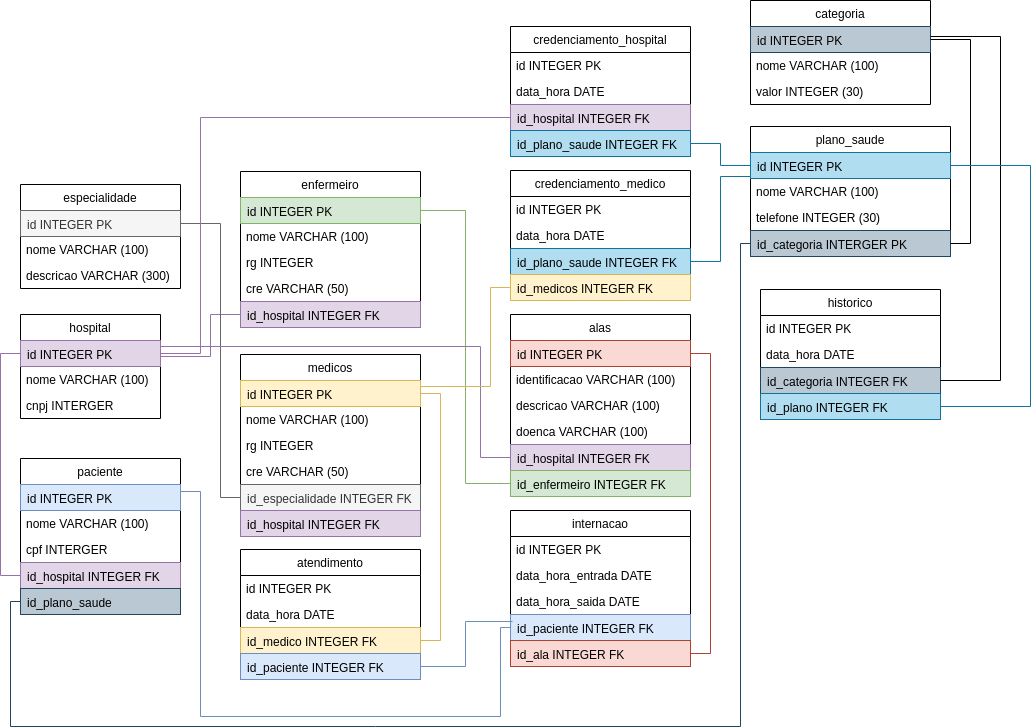 categoria
id INTEGER PK
nome VARCHAR (100)
valor INTEGER (30)
credenciamento_hospital
id INTEGER PK
data_hora DATE
id_hospital INTEGER FK
id_plano_saude INTEGER FK
plano_saude
id INTEGER PK
nome VARCHAR (100)
telefone INTEGER (30)
id_categoria INTERGER PK
especialidade
id INTEGER PK
nome VARCHAR (100)
descricao VARCHAR (300)
enfermeiro
id INTEGER PK
nome VARCHAR (100)
rg INTEGER
cre VARCHAR (50)
id_hospital INTEGER FK
credenciamento_medico
id INTEGER PK
data_hora DATE
id_plano_saude INTEGER FK
id_medicos INTEGER FK
historico
id INTEGER PK
data_hora DATE
id_categoria INTEGER FK
id_plano INTEGER FK
hospital
id INTEGER PK
nome VARCHAR (100)
cnpj INTERGER
medicos
id INTEGER PK
nome VARCHAR (100)
rg INTEGER
cre VARCHAR (50)
id_especialidade INTEGER FK
id_hospital INTEGER FK
alas
id INTEGER PK
identificacao VARCHAR (100)
descricao VARCHAR (100)
doenca VARCHAR (100)
id_hospital INTEGER FK
id_enfermeiro INTEGER FK
paciente
id INTEGER PK
nome VARCHAR (100)
cpf INTERGER
id_hospital INTEGER FK
id_plano_saude
atendimento
id INTEGER PK
data_hora DATE
id_medico INTEGER FK
id_paciente INTEGER FK
internacao
id INTEGER PK
data_hora_entrada DATE
data_hora_saida DATE
id_paciente INTEGER FK
id_ala INTEGER FK